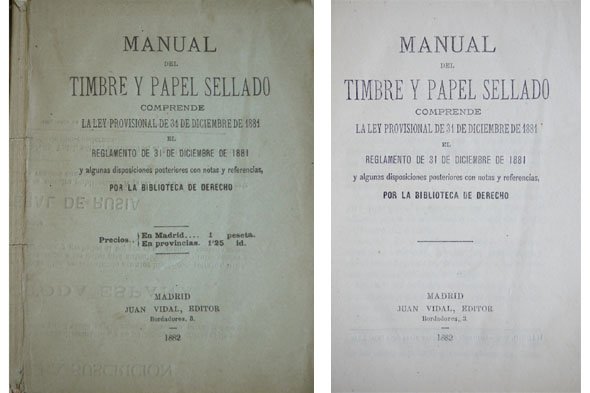 MANUAL
DEL
TIMBRE Y PAPEL SELLADO
COMPRENDE
LA LEY PROVISIONAL DE 31 DE DICIEMBRE DE 1881
EL
REGLAMENTO DE 31 DE DICIEMBRE DE 1881
y algunas disposiciones posteriores con notas y referencias,
POR LA BIBLIOTECA DE DERECHO
Precios.. En Madrid.... 1 peseta.
En provincias. 1'25 id.
MADRID
JUAN VIDAL, EDITOR
Bordadores, 3.
1882
MANUAL
DEL
TIMBRE Y PAPEL SELLADO
COMPRENDE
LA LEY PROVISIONAL DE 31 DE DICIEMBRE DE 1881
EL
REGLAMENTO DE 31 DE DICIEMBRE DE 1881
y algunas disposiciones posteriores con notas y referencias,
POR LA BIBLIOTECA DE DERECHO
MADRID
JUAN VIDAL, EDITOR
Bordadores, 3.
1882